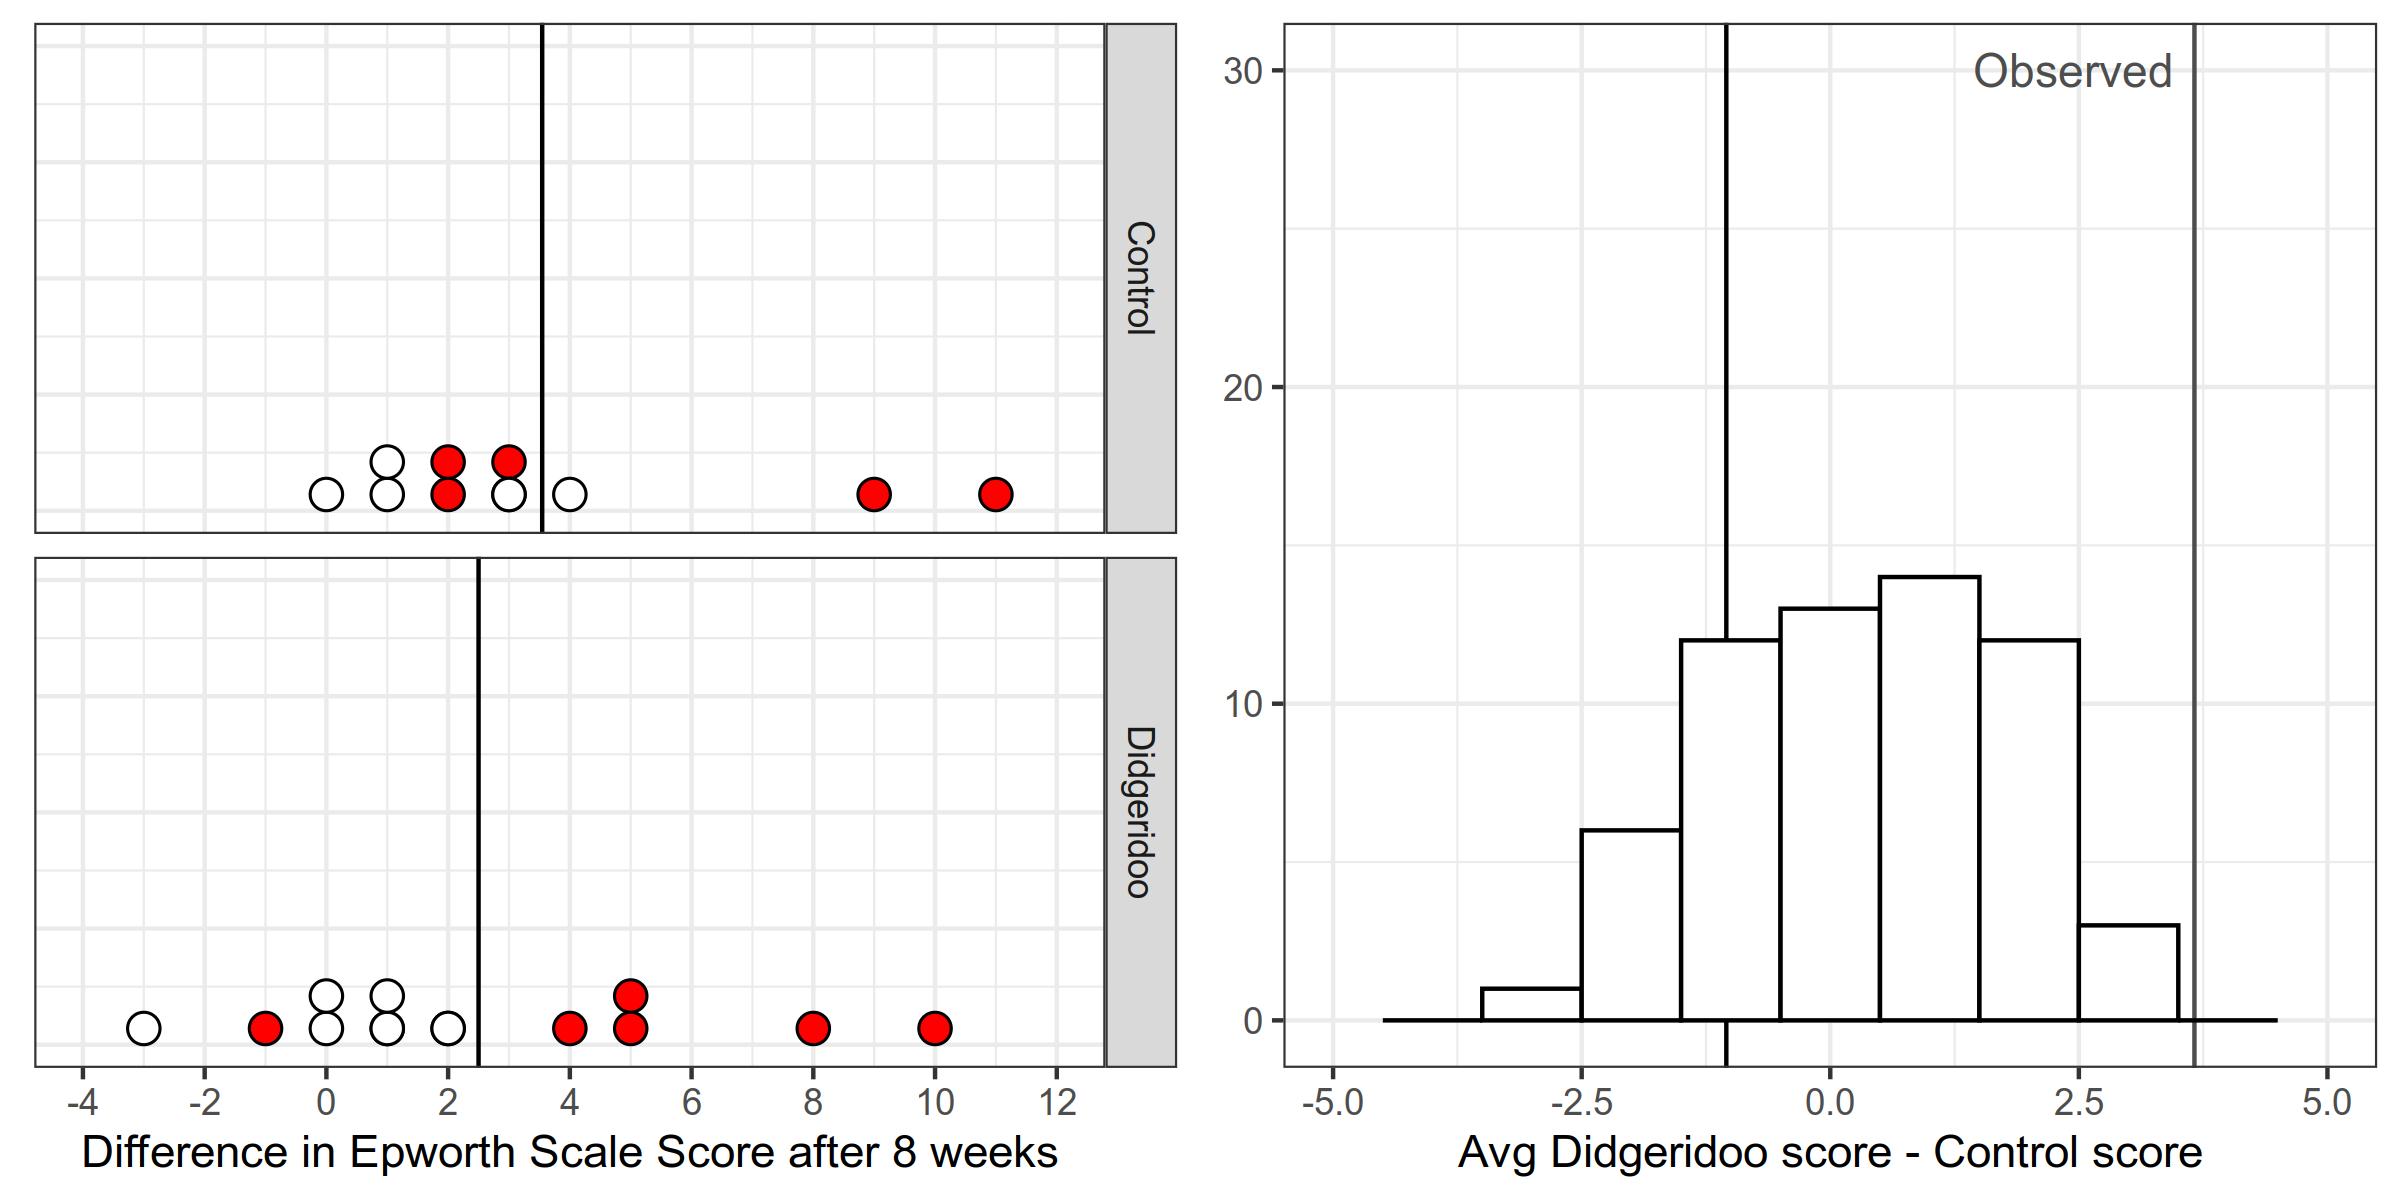 Control
Didgeridoo
-4 -2 0 2 4 6 8 10 12
Difference in Epworth Scale Score after 8 weeks
Observed
30
20
10
0
-5.0 -2.5 0.0 2.5 5.0
Avg Didgeridoo score - Control score